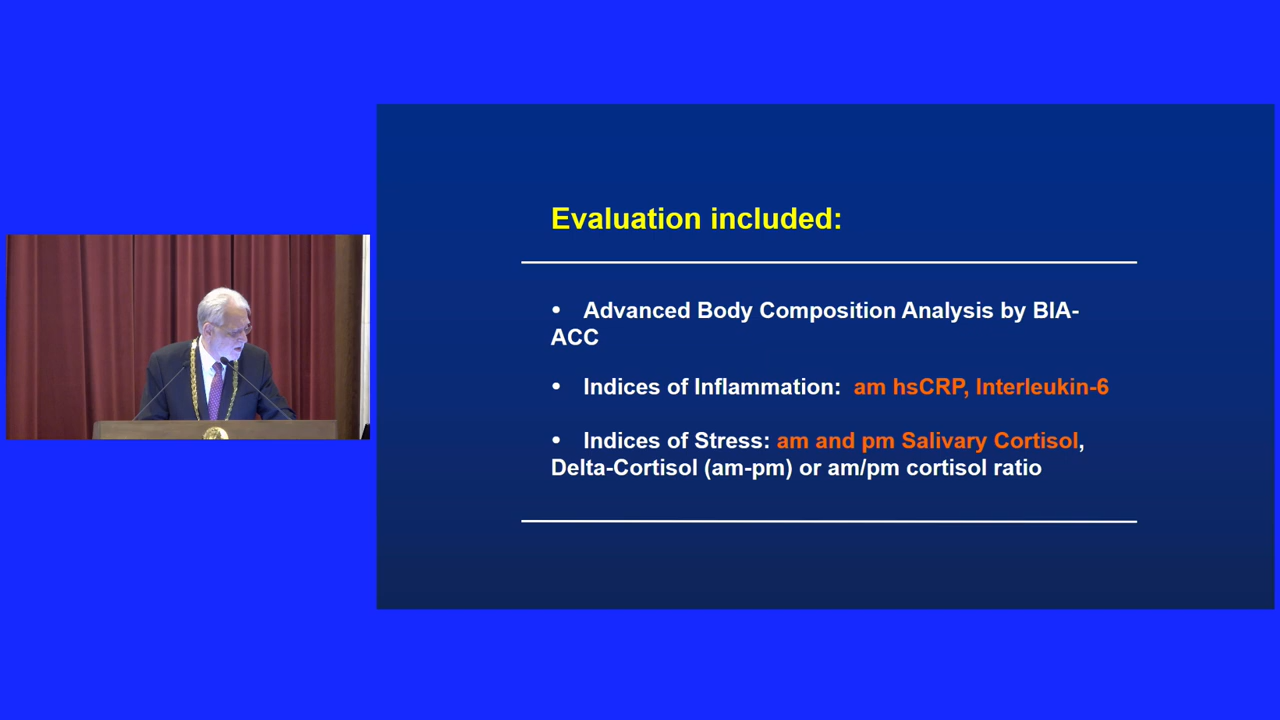 Evaluation included:
• Advanced Body Composition Analysis by BIA-
ACC
• Indices of Inflammation: am hsCRP, Interleukin-6
• Indices of Stress: am and pm Salivary Cortisol,
Delta-Cortisol (am-pm) or am/pm cortisol ratio